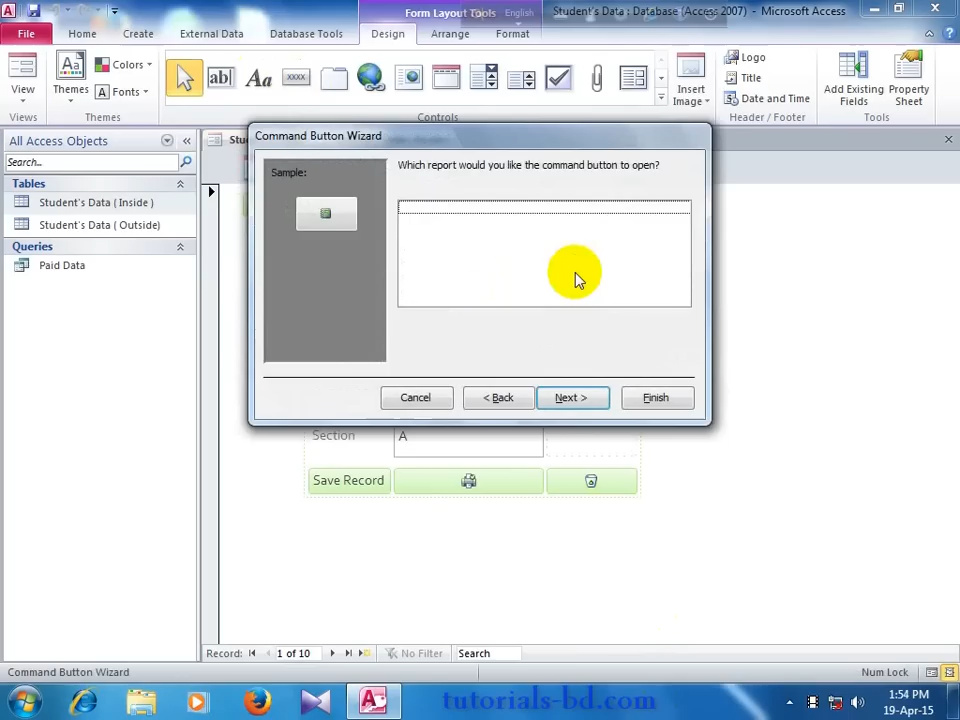 Form Layout Tools
English
Student's Data : Database (Access 2007) - Microsoft Access
File
Home
Create
External Data
Database Tools
Design
Arrange
Format
View
Themes
Colors
Fonts
ab
Aa
xxxx
Insert
Image
Logo
Title
Date and Time
Add Existing
Fields
Property
Sheet
Views
Themes
Controls
Header / Footer
Tools
All Access Objects
Search..
Tables
Student's Data ( Inside )
Student's Data ( Outside)
Queries
Paid Data
Stu
Command Button Wizard
Sample:
Which report would you like the command button to open?
Cancel
< Back
Next >
Finish
Section
A
Save Record
Record:
1 of 10
No Filter
Search
Command Button Wizard
Num Lock
tutorials-bd.com
1:54 PM
19-Apr-15